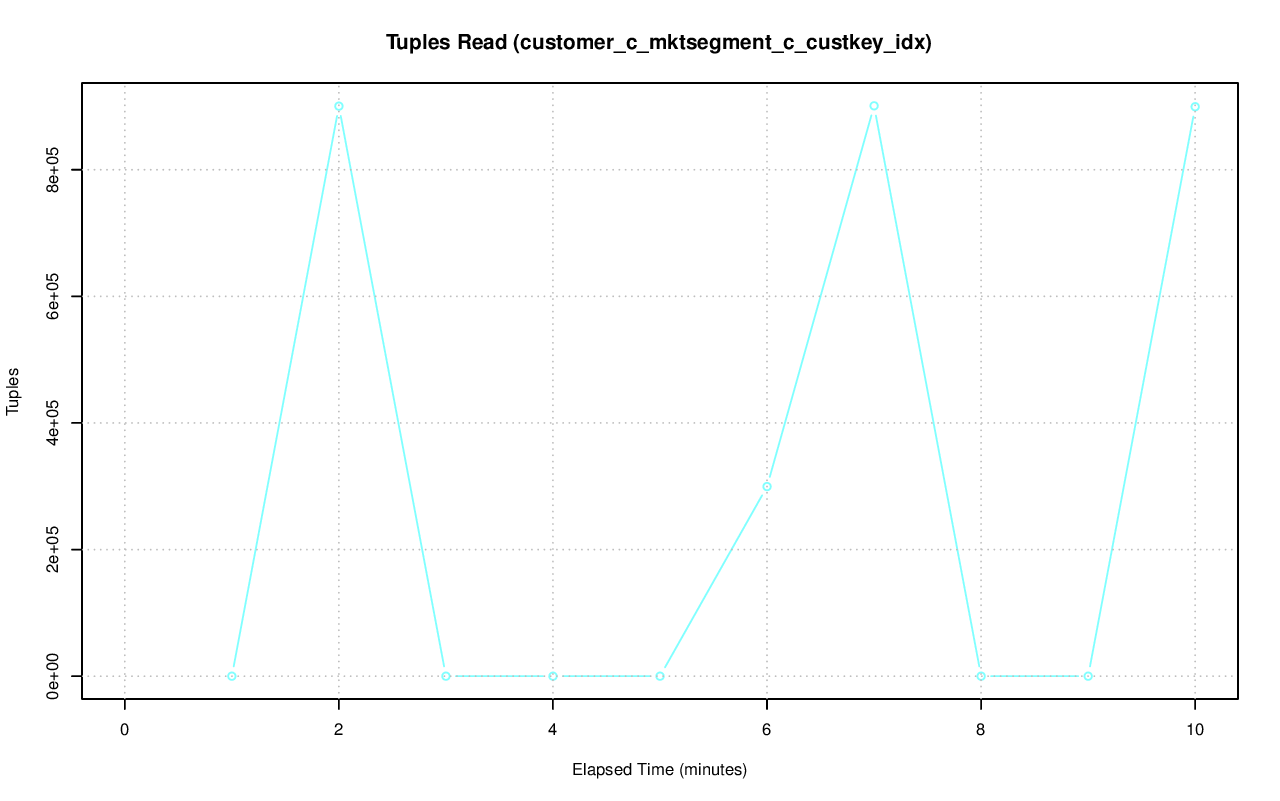 Tuples Read (customer_c_mktsegment_c_custkey_idx)
Tuples
8e+05
6e+05
4e+05
2e+05
0e+00
0 2 4 6 8 10
Elapsed Time (minutes)